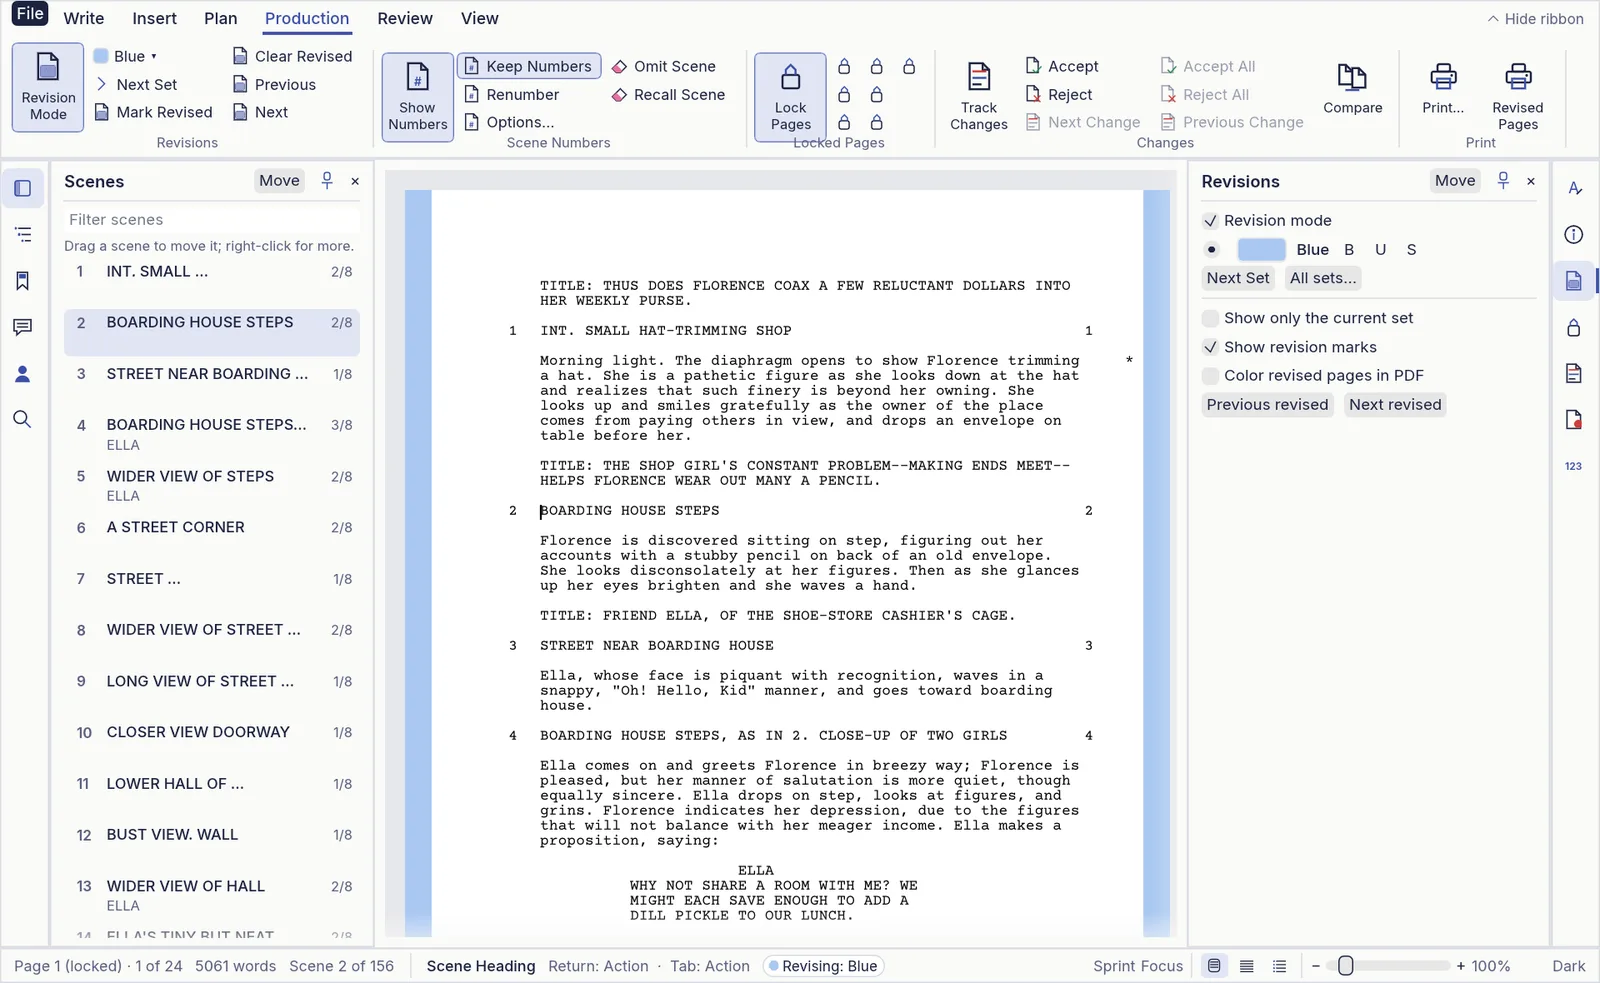 File Write Insert Plan Production Review View Hide ribbon
Revision Mode
Blue
Next Set
Mark Revised
Clear Revised
Previous
Next
Revisions
Show Numbers
Keep Numbers
Renumber
Options...
Omit Scene
Recall Scene
Scene Numbers
Lock Pages
Locked Pages
Track Changes
Accept
Reject
Next Change
Accept All
Reject All
Previous Change
Changes
Compare
Print...
Revised Pages
Print
Scenes Move
Filter scenes
Drag a scene to move it; right-click for more.
1 INT. SMALL ... 2/8
2 BOARDING HOUSE STEPS 2/8
3 STREET NEAR BOARDING ... 1/8
4 BOARDING HOUSE STEPS... 3/8
ELLA
5 WIDER VIEW OF STEPS 2/8
ELLA
6 A STREET CORNER 2/8
7 STREET ... 1/8
8 WIDER VIEW OF STREET ... 2/8
9 LONG VIEW OF STREET ... 1/8
10 CLOSER VIEW DOORWAY 1/8
11 LOWER HALL OF ... 1/8
12 BUST VIEW. WALL 1/8
13 WIDER VIEW OF HALL 2/8
ELLA
14 ELLA'S TINY BUT NEAT 2/8
TITLE: THUS DOES FLORENCE COAX A FEW RELUCTANT DOLLARS INTO
HER WEEKLY PURSE.
1 INT. SMALL HAT-TRIMMING SHOP 1
Morning light. The diaphragm opens to show Florence trimming *
a hat. She is a pathetic figure as she looks down at the hat
and realizes that such finery is beyond her owning. She
looks up and smiles gratefully as the owner of the place
comes from paying others in view, and drops an envelope on
table before her.
TITLE: THE SHOP GIRL'S CONSTANT PROBLEM--MAKING ENDS MEET--
HELPS FLORENCE WEAR OUT MANY A PENCIL.
2 BOARDING HOUSE STEPS 2
Florence is discovered sitting on step, figuring out her
accounts with a stubby pencil on back of an old envelope.
She looks disconsolately at her figures. Then as she glances
up her eyes brighten and she waves a hand.
TITLE: FRIEND ELLA, OF THE SHOE-STORE CASHIER'S CAGE.
3 STREET NEAR BOARDING HOUSE 3
Ella, whose face is piquant with recognition, waves in a
snappy, "Oh! Hello, Kid" manner, and goes toward boarding
house.
4 BOARDING HOUSE STEPS, AS IN 2. CLOSE-UP OF TWO GIRLS 4
Ella comes on and greets Florence in breezy way; Florence is
pleased, but her manner of salutation is more quiet, though
equally sincere. Ella drops on step, looks at figures, and
grins. Florence indicates her depression, due to the figures
that will not balance with her meager income. Ella makes a
proposition, saying:
ELLA
WHY NOT SHARE A ROOM WITH ME? WE
MIGHT EACH SAVE ENOUGH TO ADD A
DILL PICKLE TO OUR LUNCH.
Revisions Move
Revision mode
Blue B U S
Next Set All sets...
Show only the current set
Show revision marks
Color revised pages in PDF
Previous revised Next revised
123
Page 1 (locked) · 1 of 24 5061 words Scene 2 of 156 Scene Heading Return: Action · Tab: Action Revising: Blue Sprint Focus − + 100% Dark